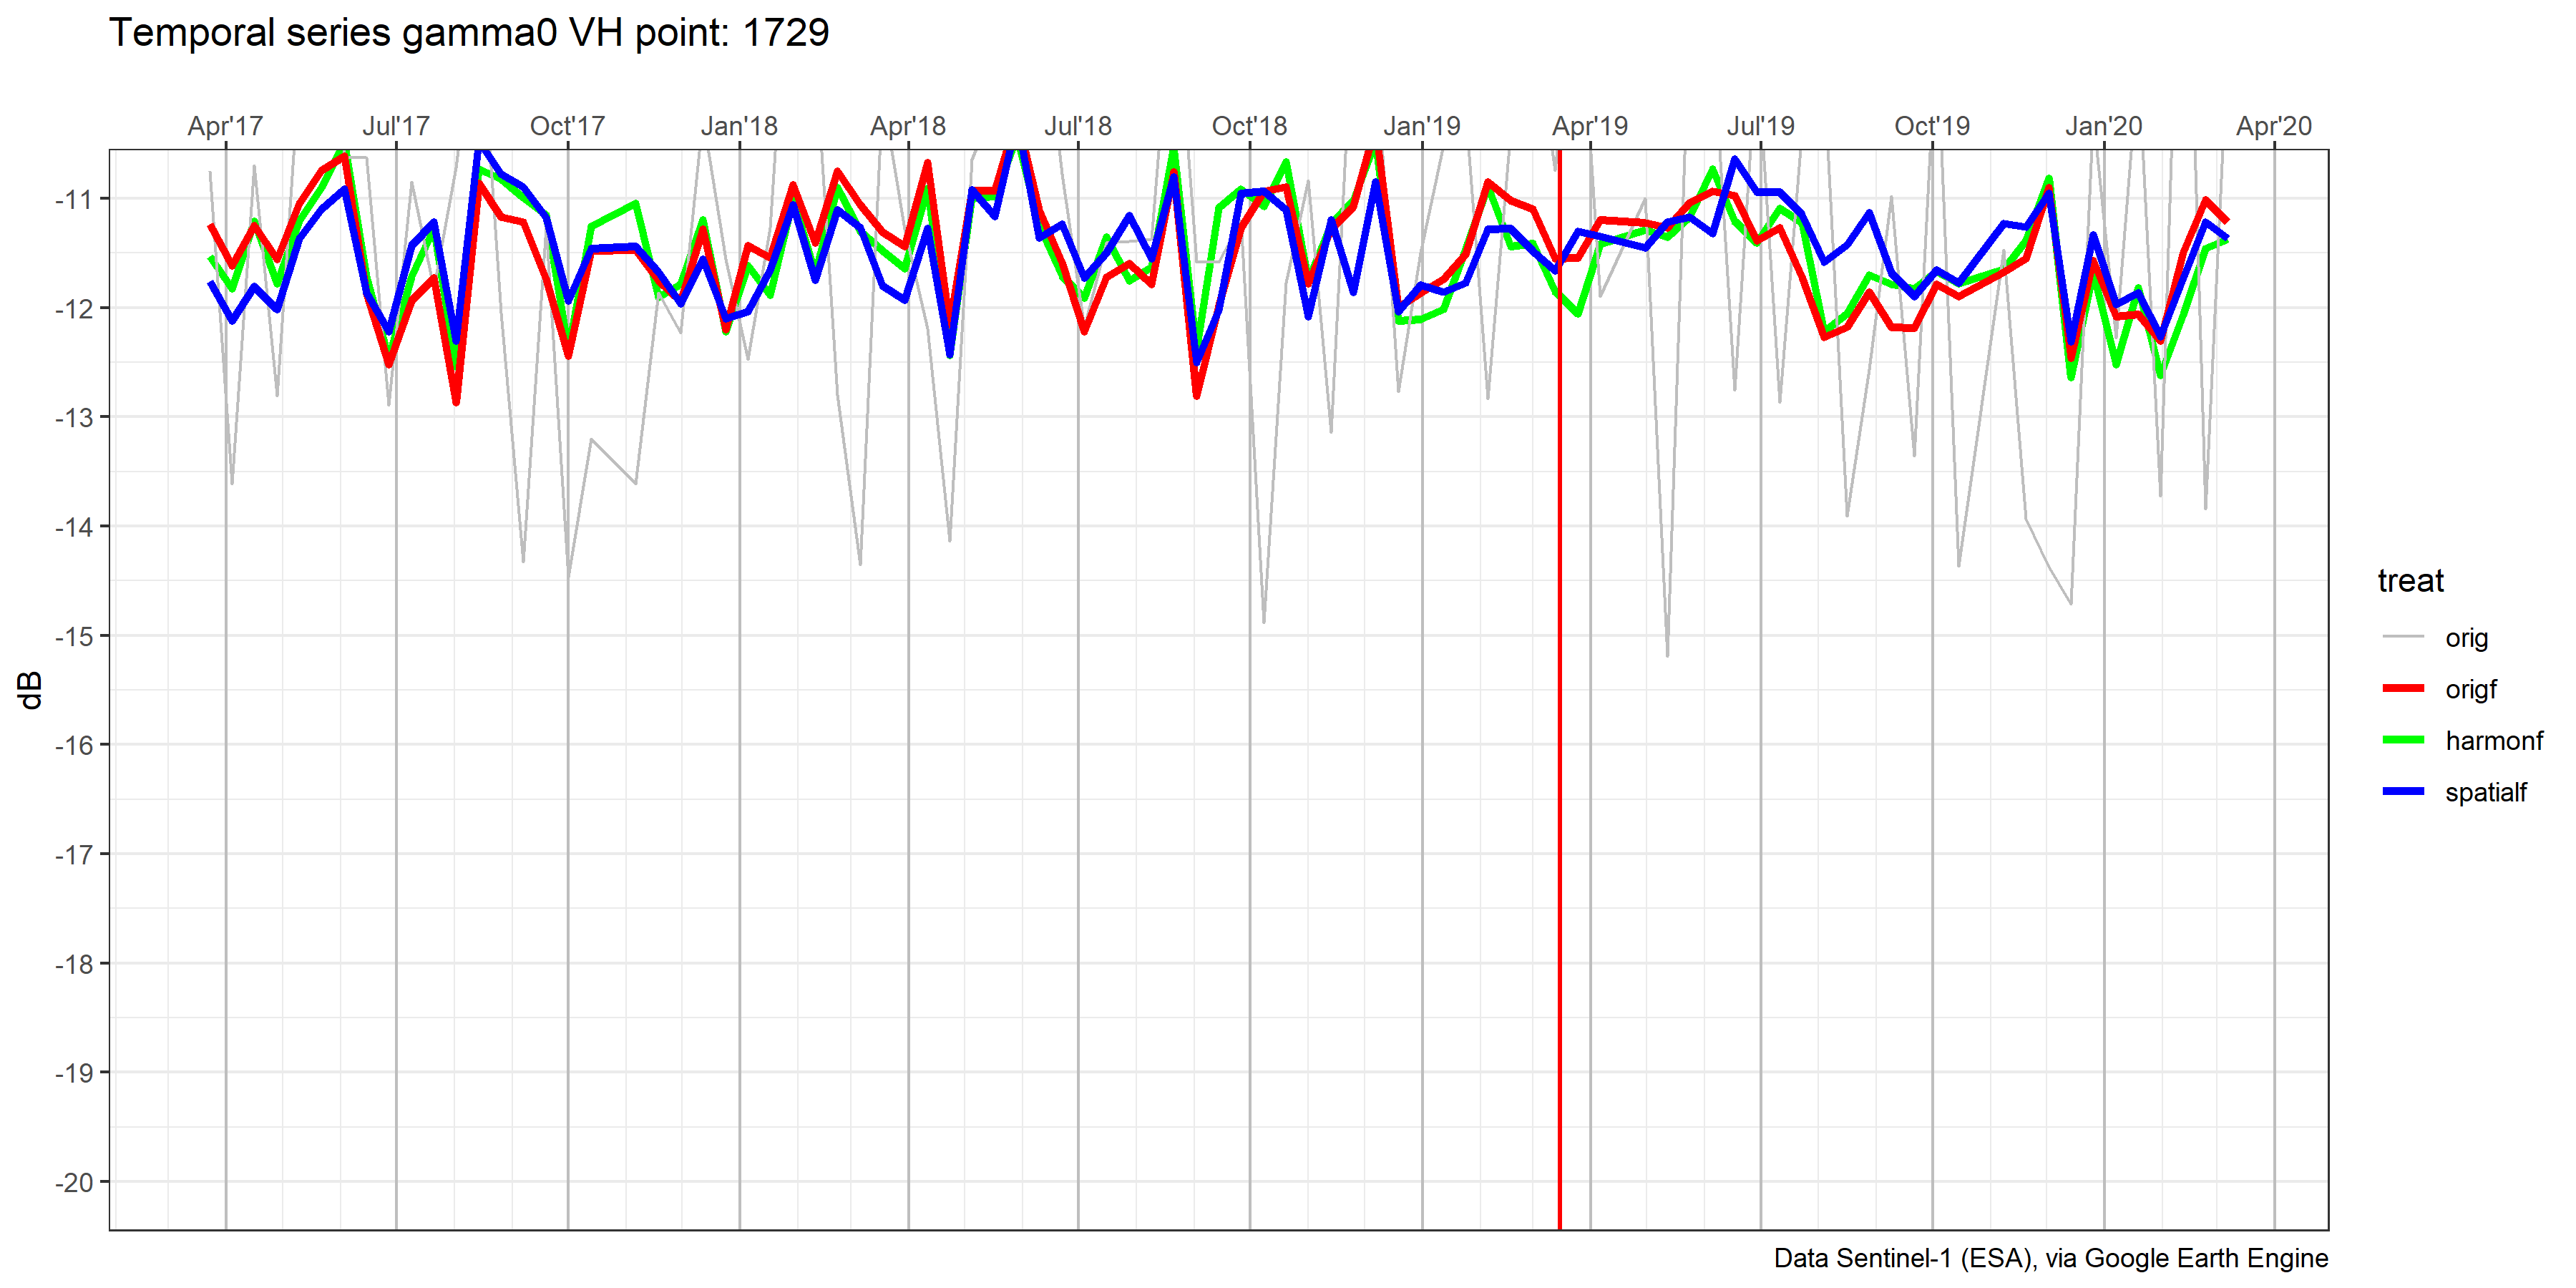 Temporal series gamma0 VH point: 1729
Apr'17 Jul'17 Oct'17 Jan'18 Apr'18 Jul'18 Oct'18 Jan'19 Apr'19 Jul'19 Oct'19 Jan'20 Apr'20
-11
-12
-13
-14
-15
-16
-17
-18
-19
-20
dB
treat
orig
origf
harmonf
spatialf
Data Sentinel-1 (ESA), via Google Earth Engine